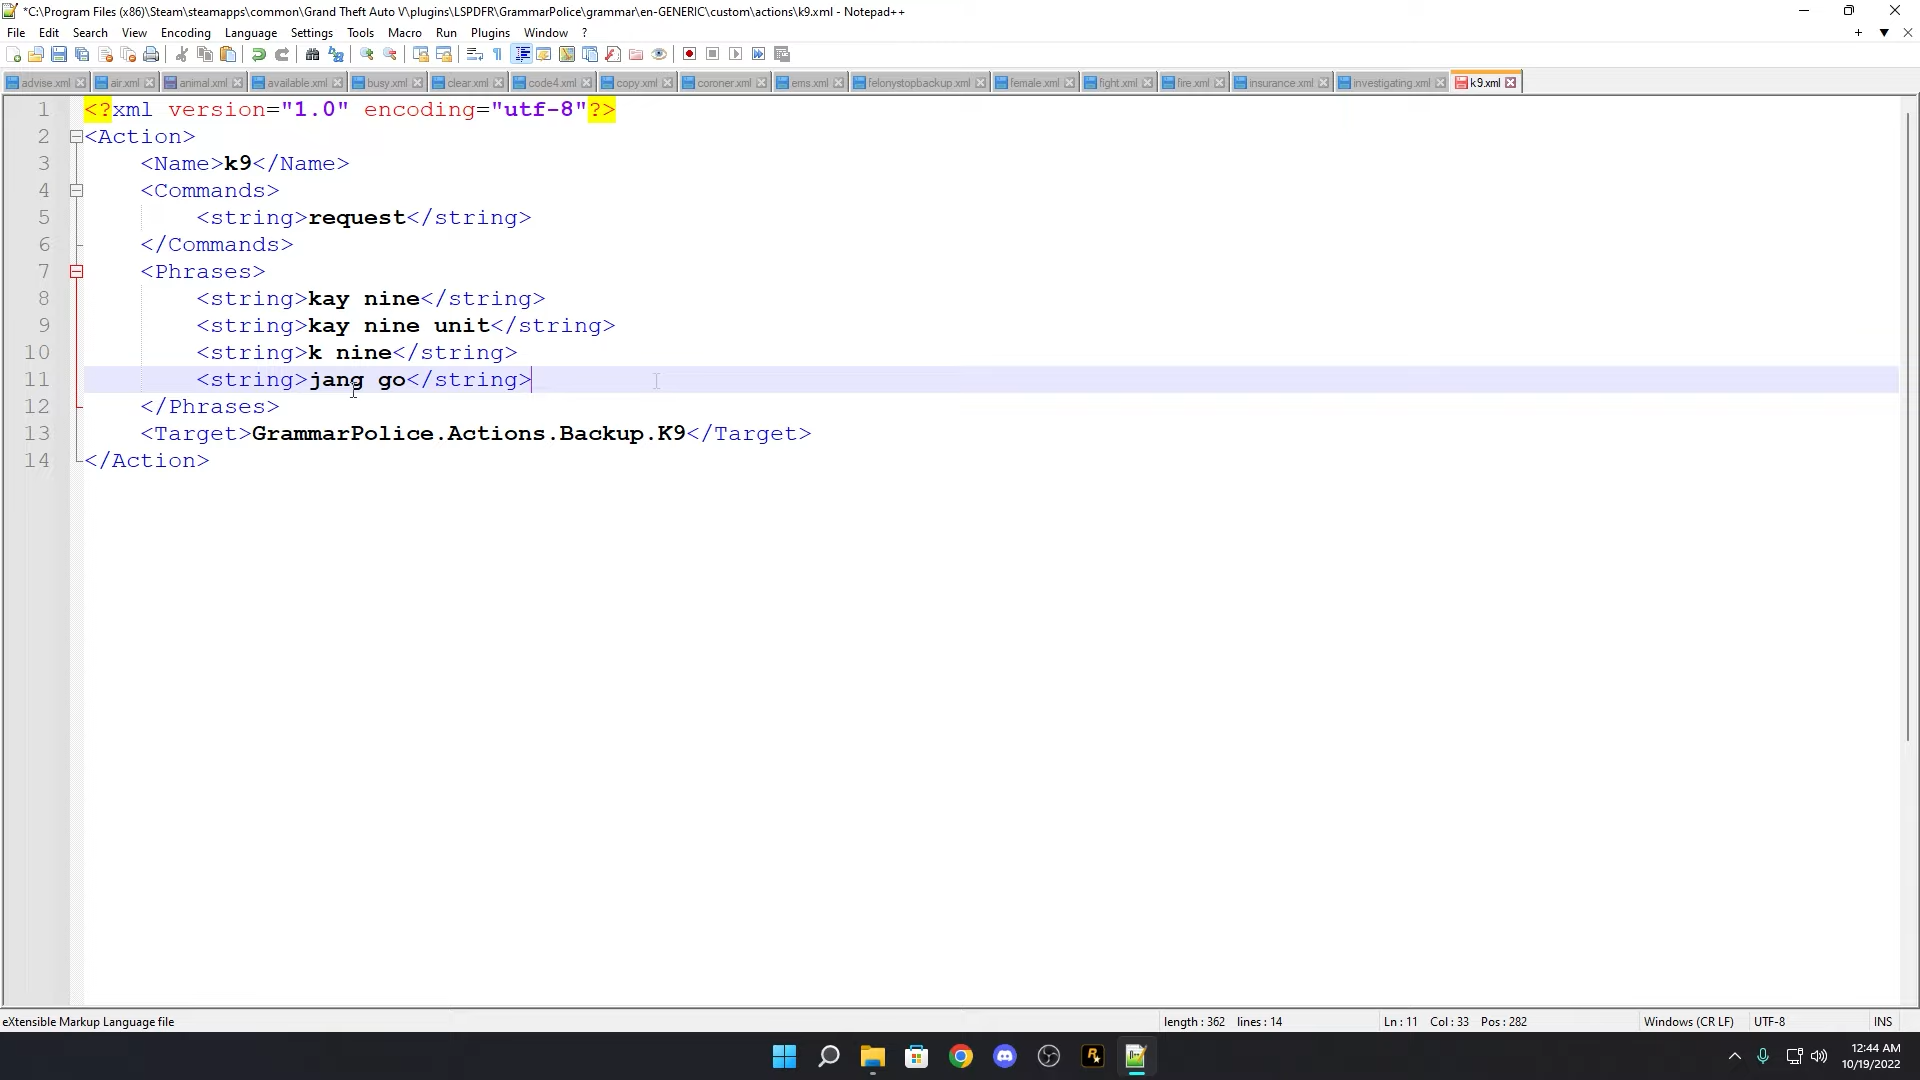 *C:\Program Files (x86)\Steam\steamapps\common\Grand Theft Auto V\plugins\LSPDFR\GrammarPolice\grammar\en-GENERIC\custom\actions\k9.xml - Notepad++
File Edit Search View Encoding Language Settings Tools Macro Run Plugins Window ?
advise.xml air.xml animal.xml available.xml busy.xml clear.xml code4.xml copy.xml coroner.xml ems.xml felonystopbackup.xml female.xml fight.xml fire.xml insurance.xml investigating.xml k9.xml
1 <?xml version="1.0" encoding="utf-8"?>
2 <Action>
3 <Name>k9</Name>
4 <Commands>
5 <string>request</string>
6 </Commands>
7 <Phrases>
8 <string>kay nine</string>
9 <string>kay nine unit</string>
10 <string>k nine</string>
11 <string>jang go</string>
12 </Phrases>
13 <Target>GrammarPolice.Actions.Backup.K9</Target>
14 </Action>
eXtensible Markup Language file length : 362 lines : 14 Ln : 11 Col : 33 Pos : 282 Windows (CR LF) UTF-8 INS
12:44 AM
10/19/2022